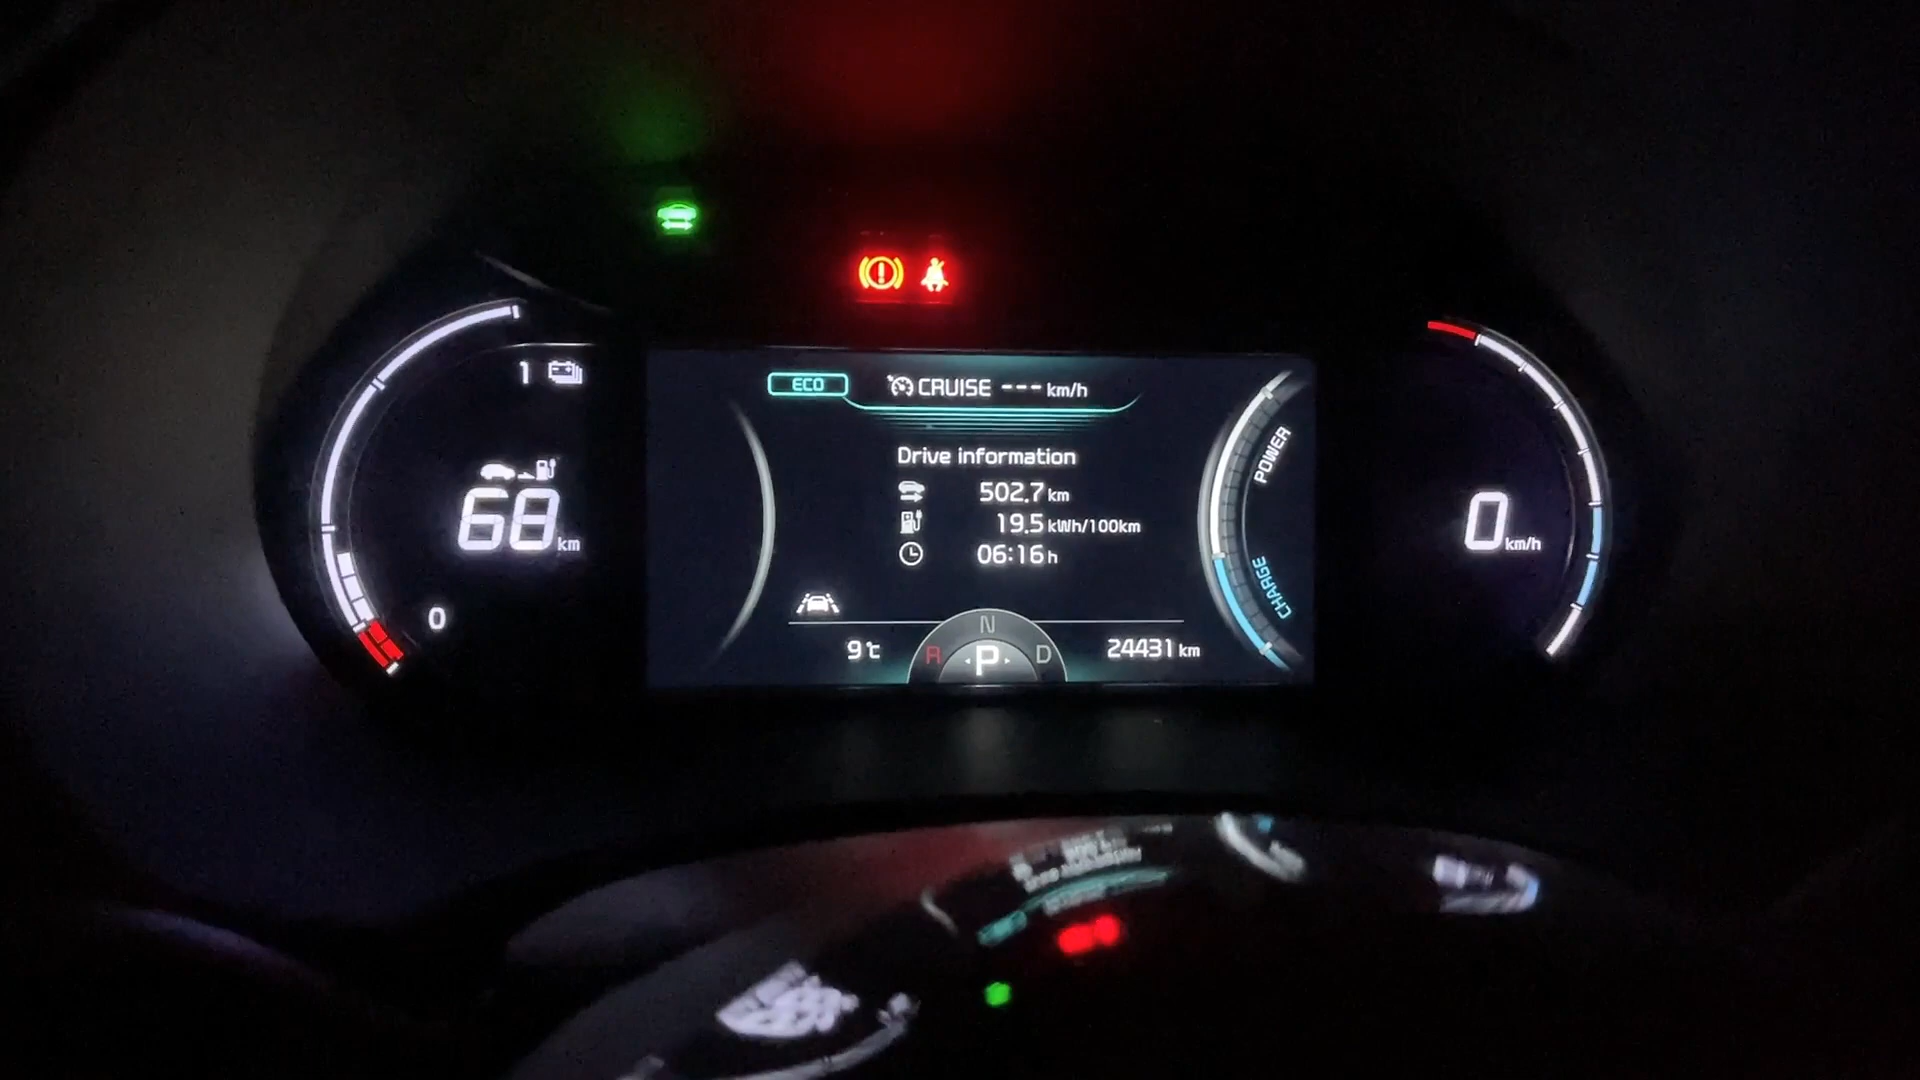 ECO CRUISE --- km/h
1
POWER
Drive information
502.7 km
68 km
19.5 kWh/100km
0 km/h
06:16 h
CHARGE
0
N
9℃ R P D 24431 km